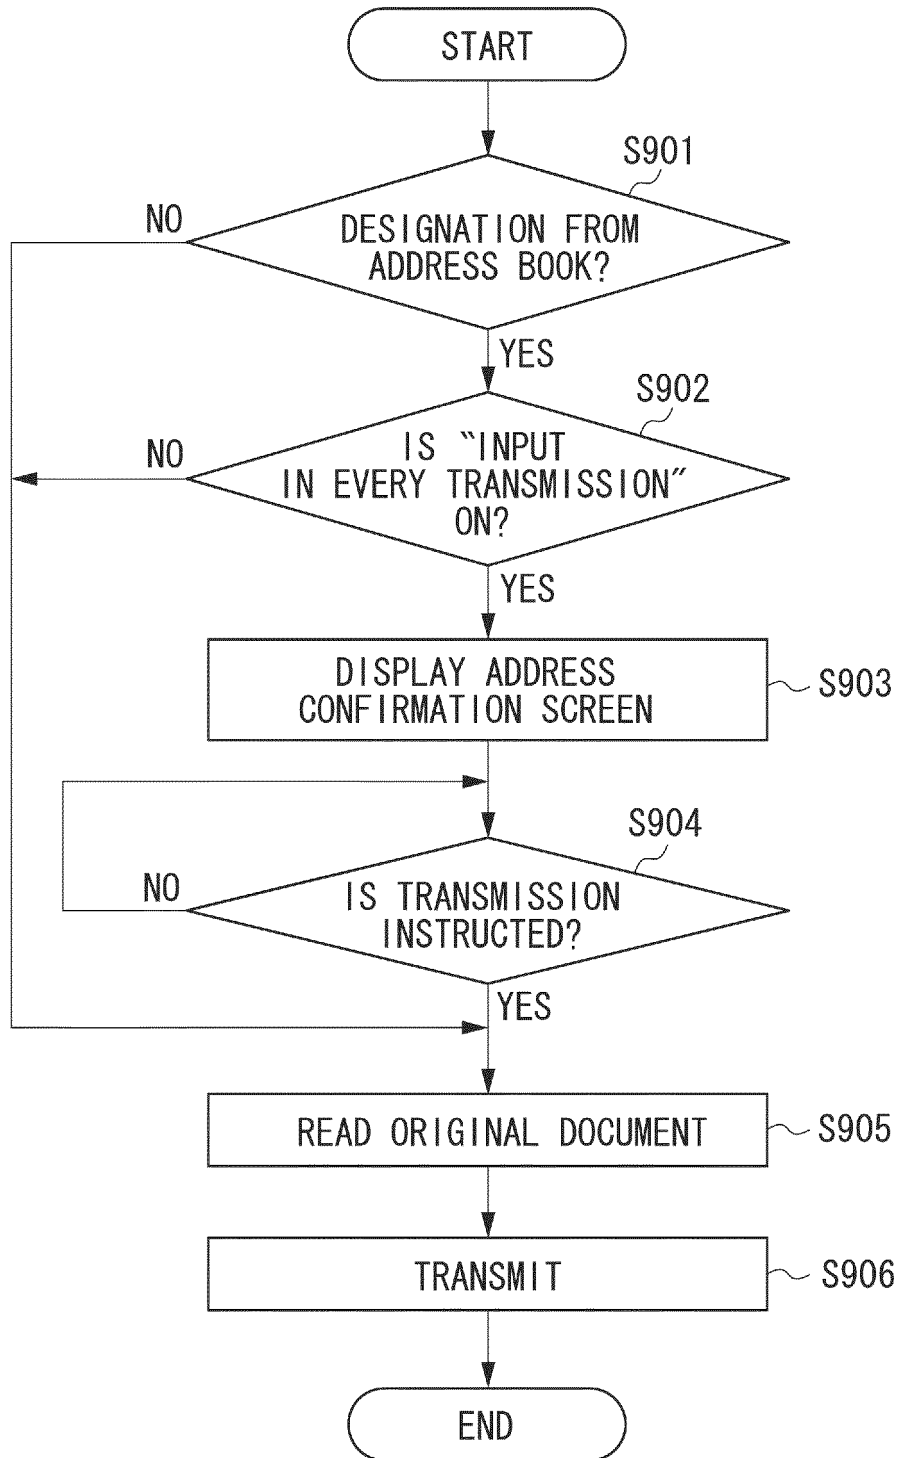 START
S901
NO
DESIGNATION FROM
ADDRESS BOOK?
YES
S902
NO
IS "INPUT
IN EVERY TRANSMISSION"
ON?
YES
DISPLAY ADDRESS
CONFIRMATION SCREEN
S903
S904
NO
IS TRANSMISSION
INSTRUCTED?
YES
READ ORIGINAL DOCUMENT
S905
TRANSMIT
S906
END